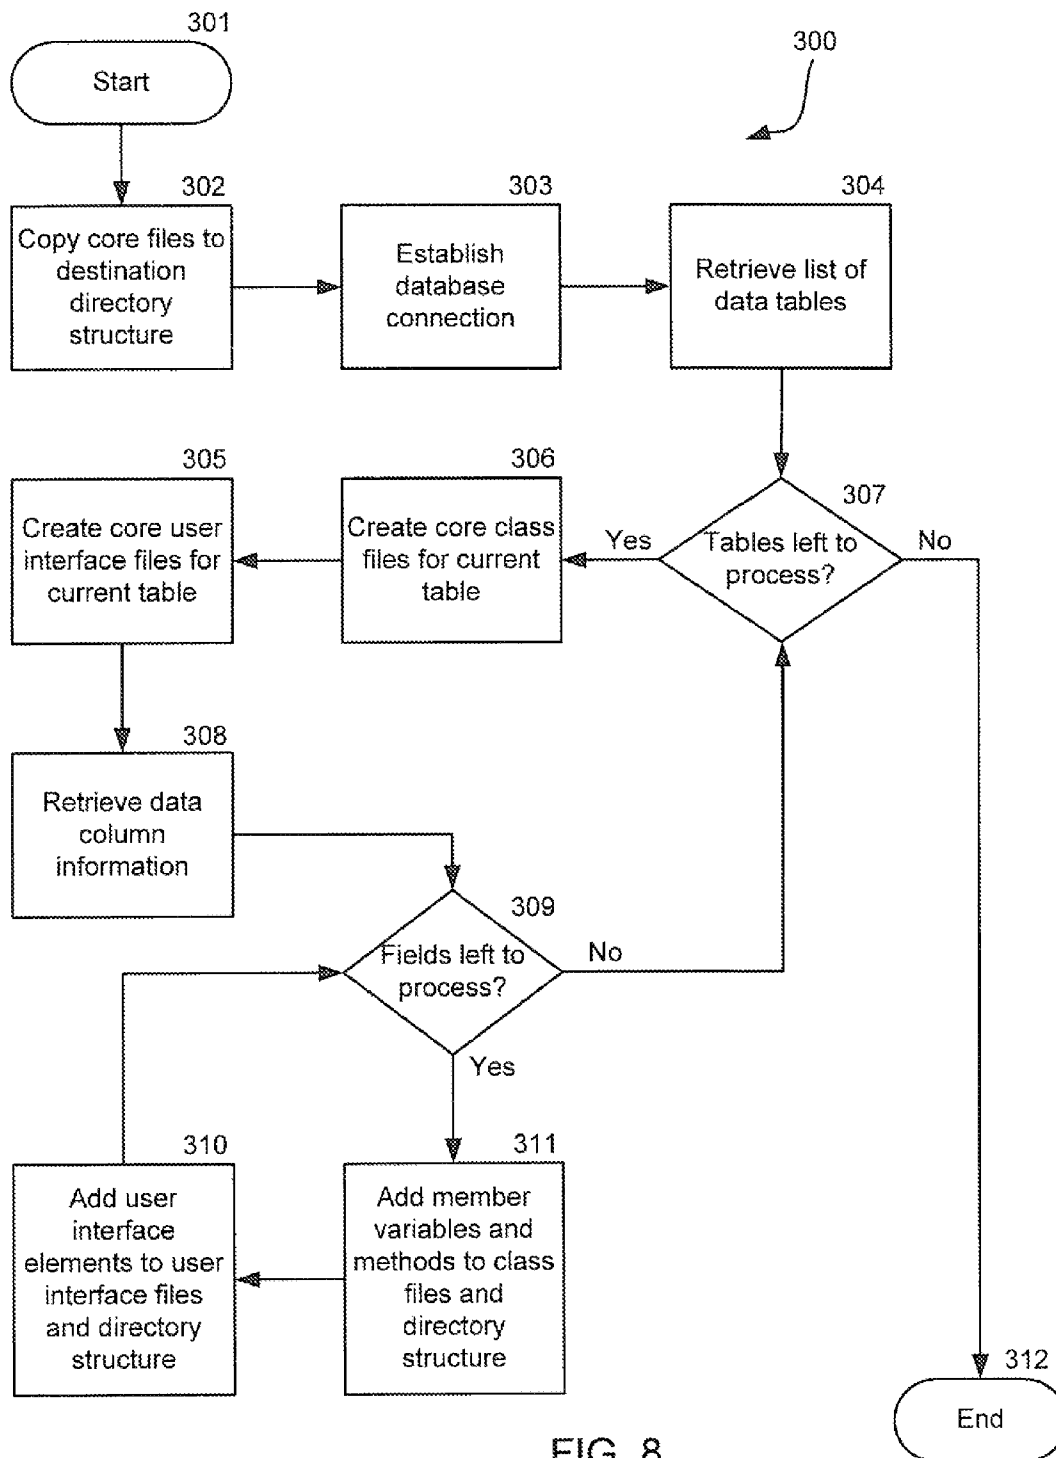 301
Start
300
302
Copy core files to
destination
directory
structure
303
Establish
database
connection
304
Retrieve list of
data tables
305
Create core user
interface files for
current table
306
Create core class
files for current
table
Yes
307
Tables left to
process?
No
308
Retrieve data
column
information
309
Fields left to
process?
No
Yes
310
Add user
interface
elements to user
interface files
and directory
structure
311
Add member
variables and
methods to class
files and
directory
structure
312
End
FIG. 8